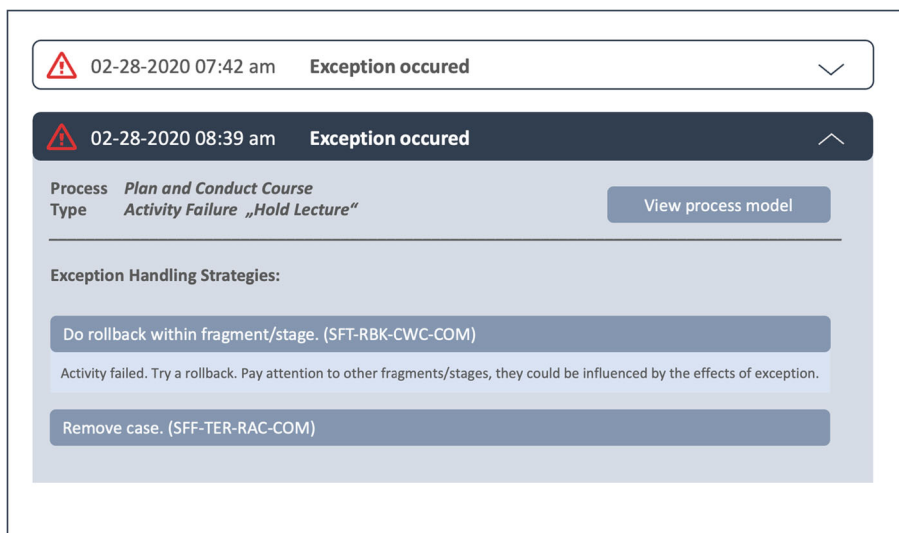 02-28-2020 07:42 am Exception occured
02-28-2020 08:39 am Exception occured
Process Plan and Conduct Course
Type Activity Failure „Hold Lecture“
View process model
Exception Handling Strategies:
Do rollback within fragment/stage. (SFT-RBK-CWC-COM)
Activity failed. Try a rollback. Pay attention to other fragments/stages, they could be influenced by the effects of exception.
Remove case. (SFF-TER-RAC-COM)